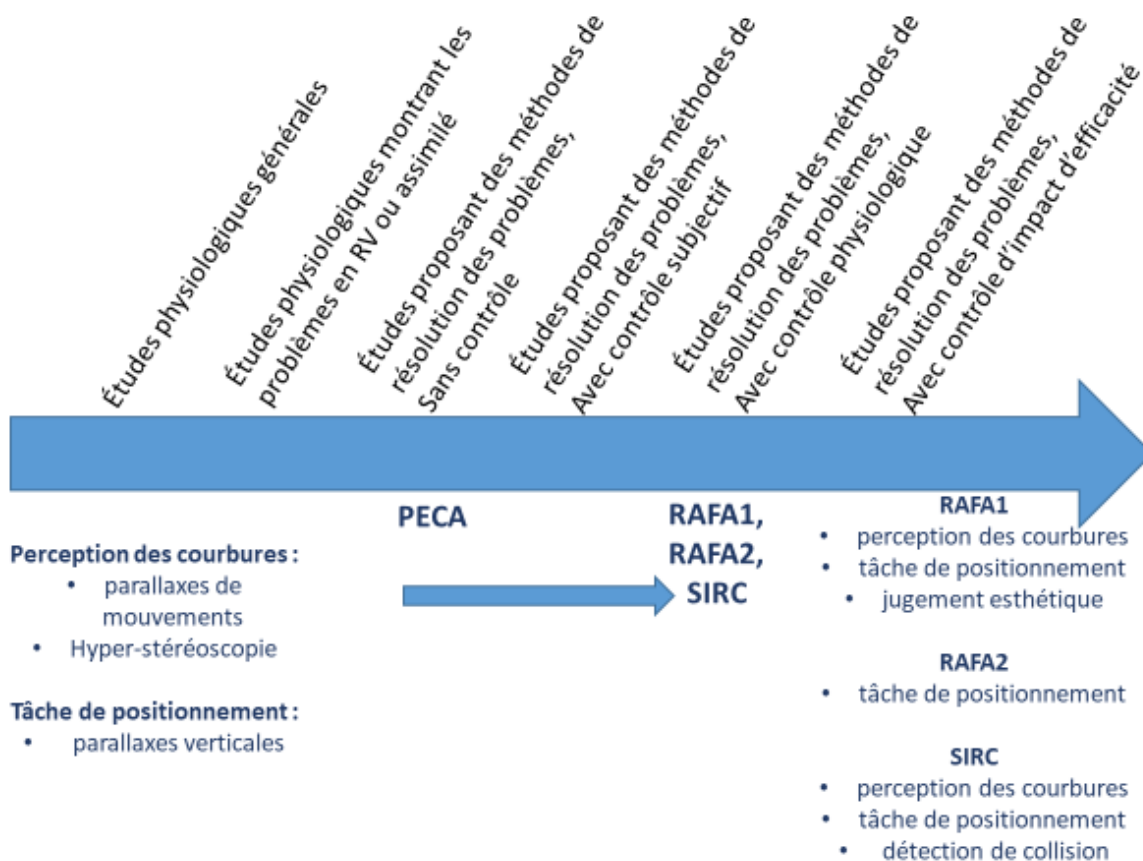 Études physiologiques générales
Études physiologiques montrant les
problèmes en RV ou assimilé
Études proposant des méthodes de
résolution des problèmes,
Sans contrôle
Études proposant des méthodes de
résolution des problèmes,
Avec contrôle subjectif
Études proposant des méthodes de
résolution des problèmes,
Avec contrôle physiologique
Études proposant des méthodes de
résolution des problèmes,
Avec contrôle d'impact d'efficacité
Perception des courbures :
• parallaxes de
mouvements
• Hyper-stéréoscopie
Tâche de positionnement :
• parallaxes verticales
PECA
RAFA1,
RAFA2,
SIRC
RAFA1
• perception des courbures
• tâche de positionnement
• jugement esthétique
RAFA2
• tâche de positionnement
SIRC
• perception des courbures
• tâche de positionnement
• détection de collision